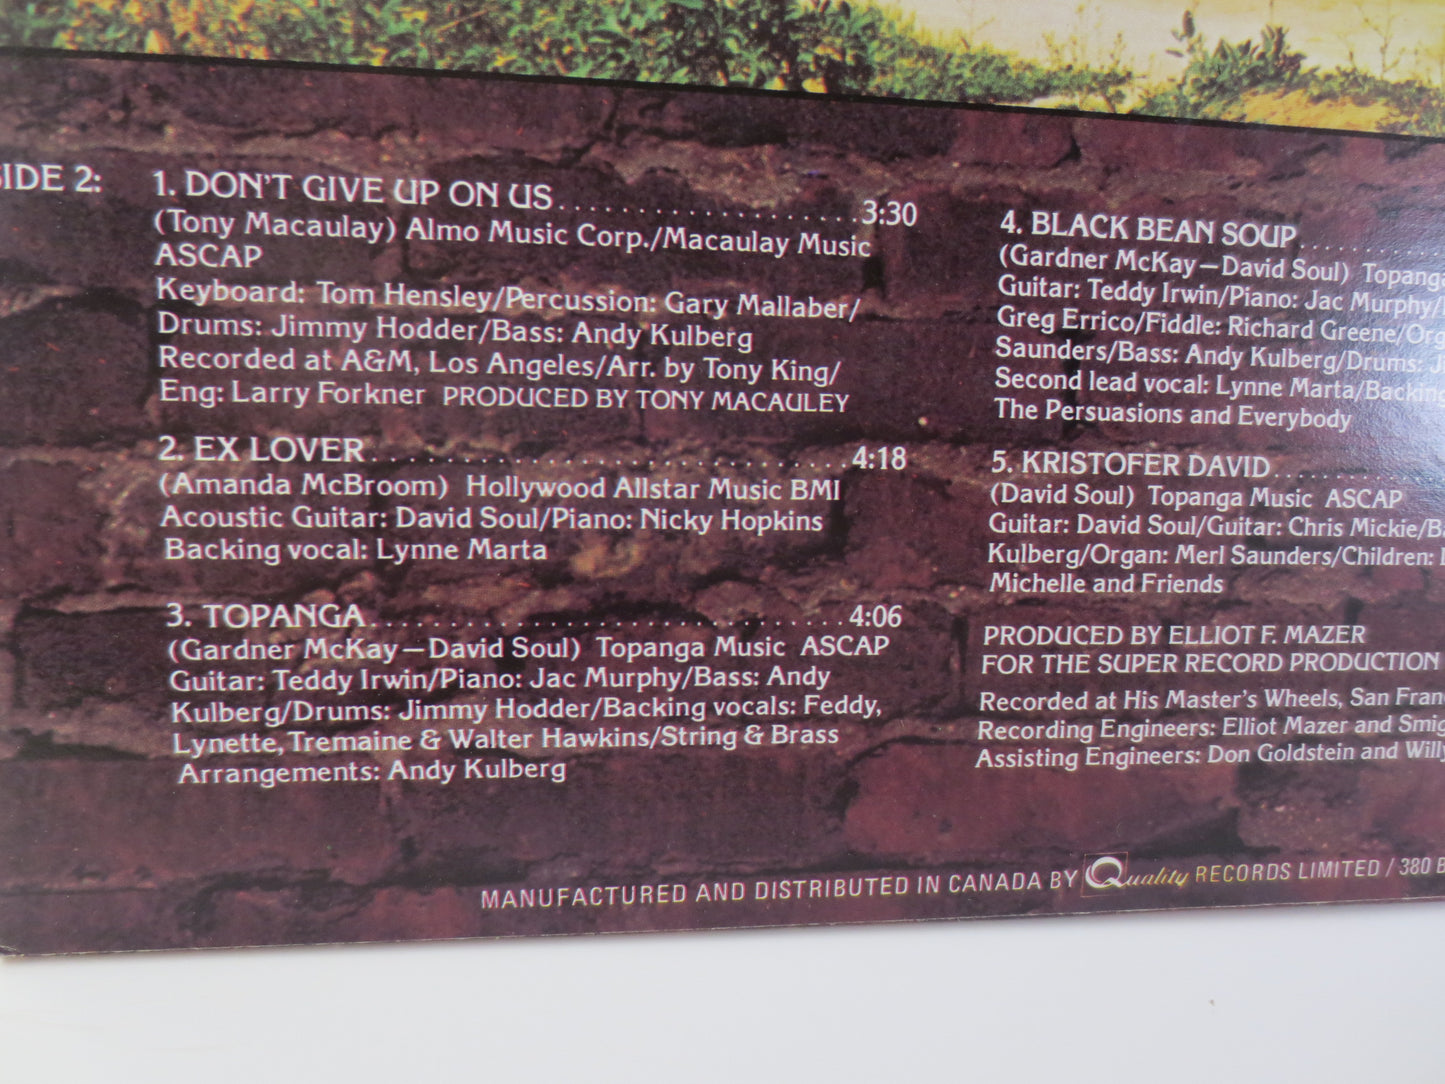 SIDE 2:
1. DON'T GIVE UP ON US....................3:30
(Tony Macaulay) Almo Music Corp./Macaulay Music
ASCAP
Keyboard: Tom Hensley/Percussion: Gary Mallaber/
Drums: Jimmy Hodder/Bass: Andy Kulberg
Recorded at A&M, Los Angeles/Arr. by Tony King/
Eng: Larry Forkner PRODUCED BY TONY MACAULEY
2. EX LOVER..............................4:18
(Amanda McBroom) Hollywood Allstar Music BMI
Acoustic Guitar: David Soul/Piano: Nicky Hopkins
Backing vocal: Lynne Marta
3. TOPANGA..............................4:06
(Gardner McKay—David Soul) Topanga Music ASCAP
Guitar: Teddy Irwin/Piano: Jac Murphy/Bass: Andy
Kulberg/Drums: Jimmy Hodder/Backing vocals: Feddy,
Lynette, Tremaine & Walter Hawkins/String & Brass
Arrangements: Andy Kulberg
4. BLACK BEAN SOUP..........
(Gardner McKay—David Soul) Topanga
Guitar: Teddy Irwin/Piano: Jac Murphy/
Greg Errico/Fiddle: Richard Greene/Org
Saunders/Bass: Andy Kulberg/Drums: J
Second lead vocal: Lynne Marta/Backing
The Persuasions and Everybody
5. KRISTOFER DAVID............
(David Soul) Topanga Music ASCAP
Guitar: David Soul/Guitar: Chris Mickie/B
Kulberg/Organ: Merl Saunders/Children:
Michelle and Friends
PRODUCED BY ELLIOT F. MAZER
FOR THE SUPER RECORD PRODUCTION
Recorded at His Master's Wheels, San Fran
Recording Engineers: Elliot Mazer and Smig
Assisting Engineers: Don Goldstein and Willy
MANUFACTURED AND DISTRIBUTED IN CANADA BY Quality RECORDS LIMITED / 380 B